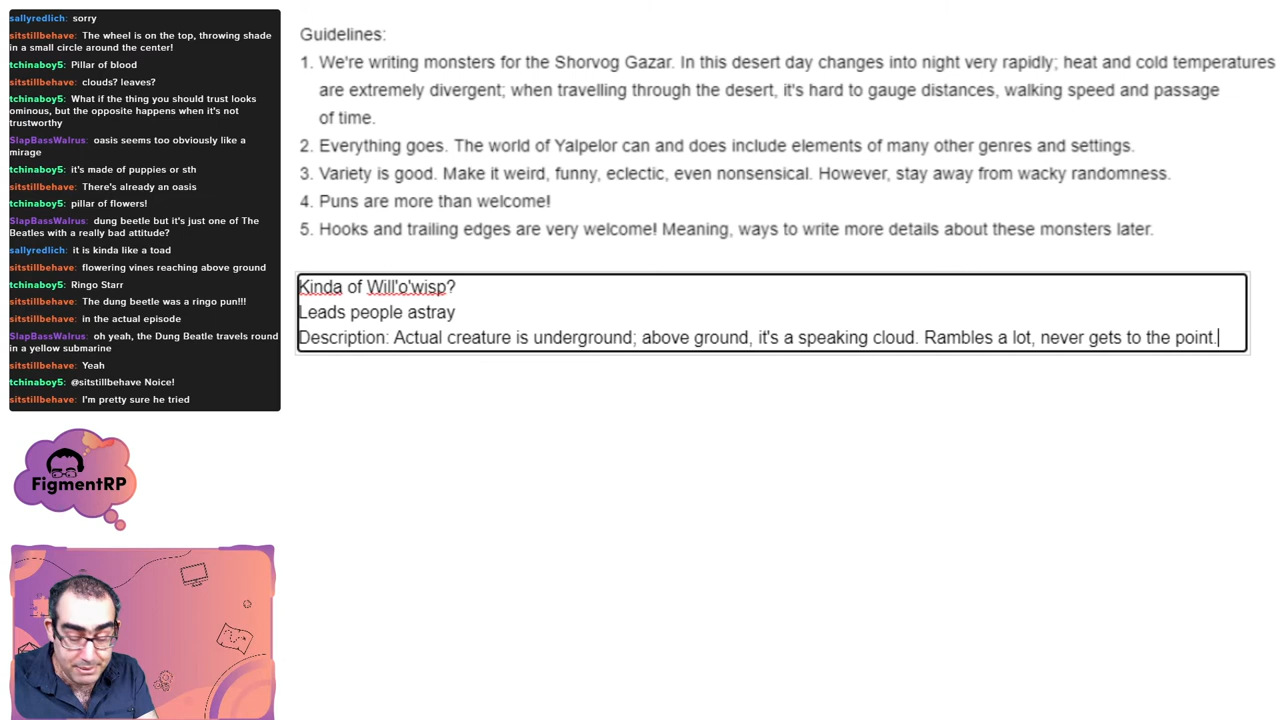 sallyredlich: sorry
sitstillbehave: The wheel is on the top, throwing shade
in a small circle around the center!
tchinaboy5: Pillar of blood
sitstillbehave: clouds? leaves?
tchinaboy5: What if the thing you should trust looks
ominous, but the opposite happens when it's not
trustworthy
SlapBassWalrus: oasis seems too obviously like a
mirage
tchinaboy5: it's made of puppies or sth
sitstillbehave: There's already an oasis
tchinaboy5: pillar of flowers!
SlapBassWalrus: dung beetle but it's just one of The
Beatles with a really bad attitude?
sallyredlich: it is kinda like a toad
sitstillbehave: flowering vines reaching above ground
tchinaboy5: Ringo Starr
sitstillbehave: The dung beetle was a ringo pun!!!
sitstillbehave: in the actual episode
SlapBassWalrus: oh yeah, the Dung Beatle travels round
in a yellow submarine
sitstillbehave: Yeah
tchinaboy5: @sitstillbehave Noice!
sitstillbehave: I'm pretty sure he tried
FigmentRP
Guidelines:
1. We're writing monsters for the Shorvog Gazar. In this desert day changes into night very rapidly; heat and cold temperatures
are extremely divergent; when travelling through the desert, it's hard to gauge distances, walking speed and passage
of time.
2. Everything goes. The world of Yalpelor can and does include elements of many other genres and settings.
3. Variety is good. Make it weird, funny, eclectic, even nonsensical. However, stay away from wacky randomness.
4. Puns are more than welcome!
5. Hooks and trailing edges are very welcome! Meaning, ways to write more details about these monsters later.
Kinda of Will'o'wisp?
Leads people astray
Description: Actual creature is underground; above ground, it's a speaking cloud. Rambles a lot, never gets to the point.